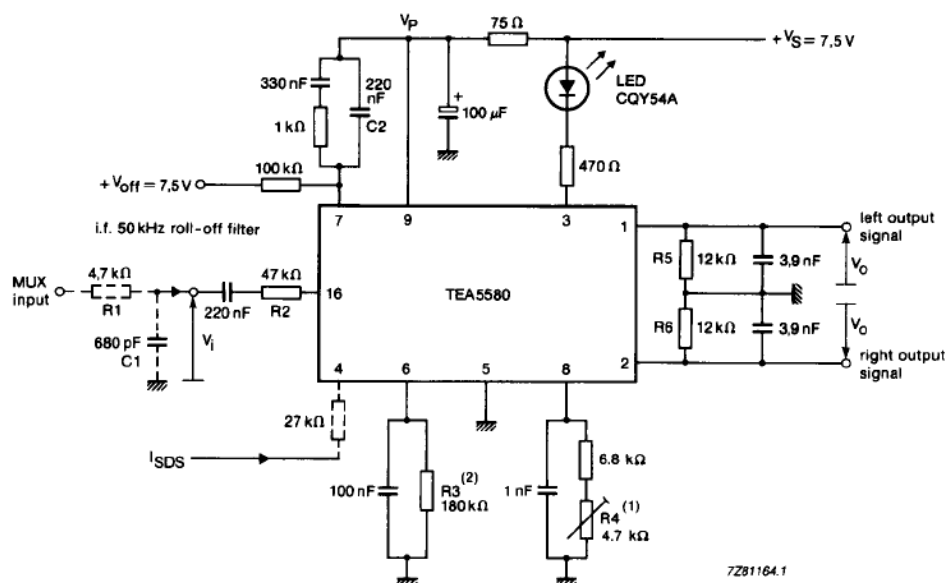 V_P
75 Ω
+V_S = 7,5 V
330 nF
220 nF
C2
1 kΩ
+
100 µF
LED
CQY54A
470 Ω
100 kΩ
+V_off = 7,5 V
7
9
3
1
left output signal
i.f. 50 kHz roll-off filter
MUX input
4,7 kΩ
R1
220 nF
47 kΩ
R2
16
TEA5580
R5
12 kΩ
3,9 nF
V_o
680 pF
C1
V_i
R6
12 kΩ
3,9 nF
V_o
4
6
5
8
2
right output signal
27 kΩ
I_SDS
100 nF
R3 (2)
180 kΩ
1 nF
6.8 kΩ
R4 (1)
4.7 kΩ
7Z81164.1